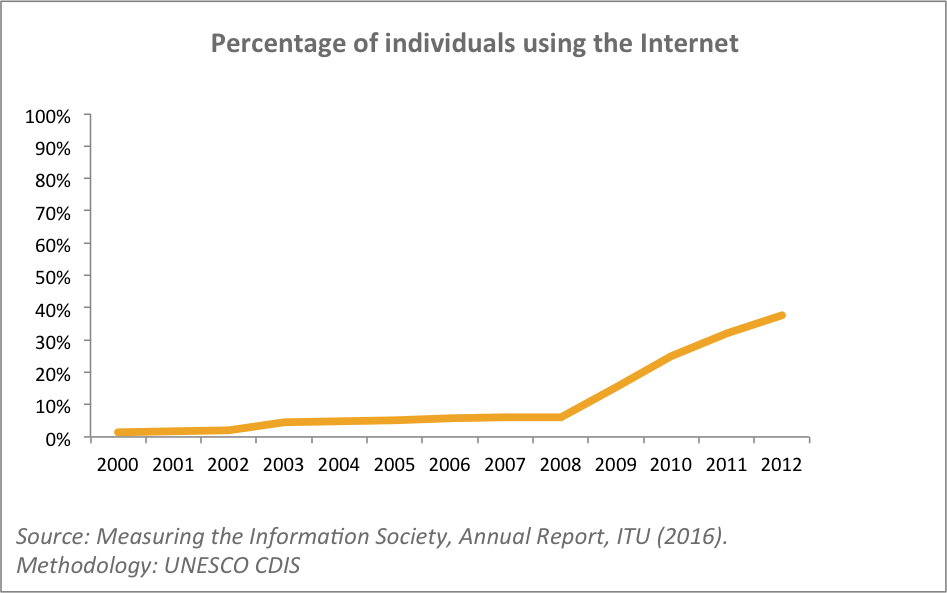 Percentage of individuals using the Internet
100%
90%
80%
70%
60%
50%
40%
30%
20%
10%
0%
2000 2001 2002 2003 2004 2005 2006 2007 2008 2009 2010 2011 2012
Source: Measuring the Information Society, Annual Report, ITU (2016).
Methodology: UNESCO CDIS